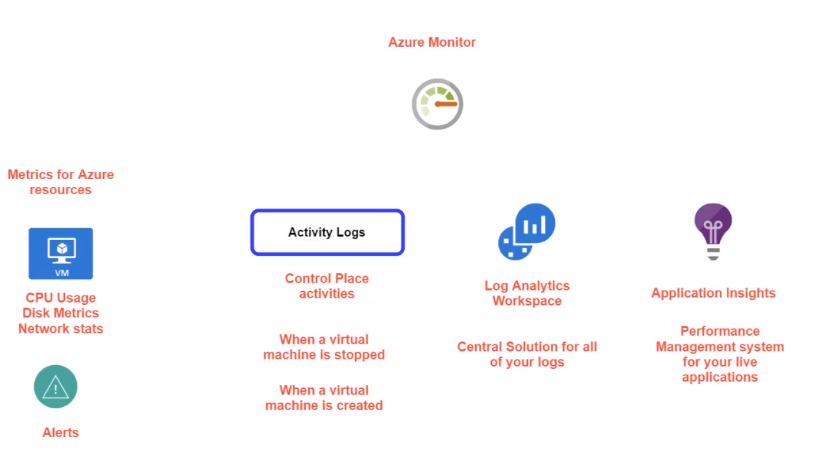 Azure Monitor
Metrics for Azure
resources
VM
CPU Usage
Disk Metrics
Network stats
Alerts
Activity Logs
Control Place
activities
When a virtual
machine is stopped
When a virtual
machine is created
Log Analytics
Workspace
Central Solution for all
of your logs
Application Insights
Performance
Management system
for your live
applications